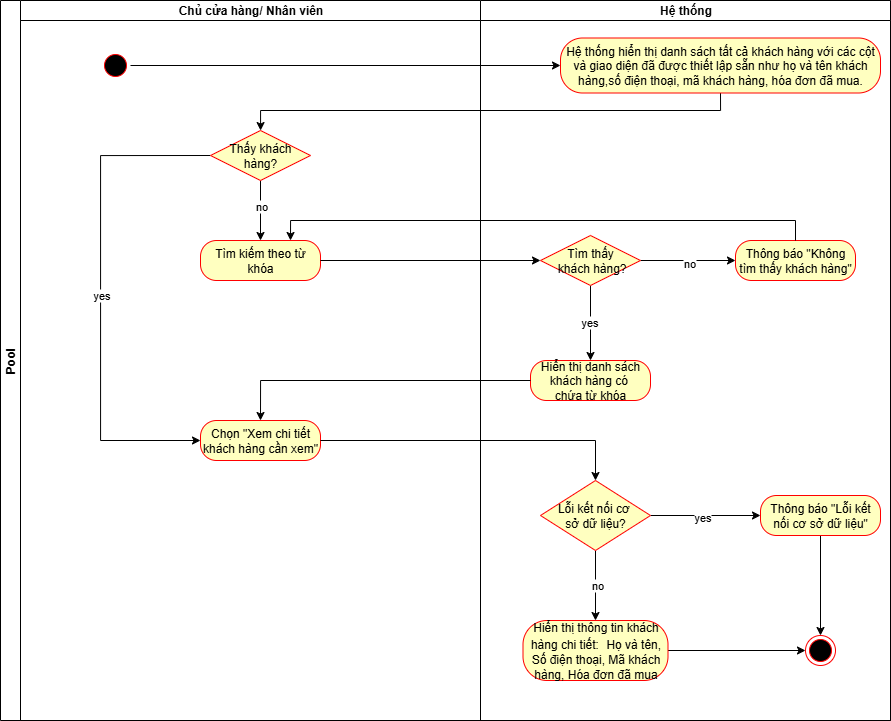 Chủ cửa hàng/ Nhân viên
Hệ thống
Pool
Hệ thống hiển thị danh sách tất cả khách hàng với các cột
và giao diện đã được thiết lập sẵn như họ và tên khách
hàng,số điện thoại, mã khách hàng, hóa đơn đã mua.
Thấy khách
hàng?
no
yes
Tìm kiếm theo từ
khóa
Tìm thấy
khách hàng?
no
Thông báo "Không
tìm thấy khách hàng"
yes
Hiển thị danh sách
khách hàng có
chứa từ khóa
Chọn "Xem chi tiết
khách hàng cần xem"
Lỗi kết nối cơ
sở dữ liệu?
yes
Thông báo "Lỗi kết
nối cơ sở dữ liệu"
no
Hiển thị thông tin khách
hàng chi tiết:  Họ và tên,
Số điện thoại, Mã khách
hàng, Hóa đơn đã mua